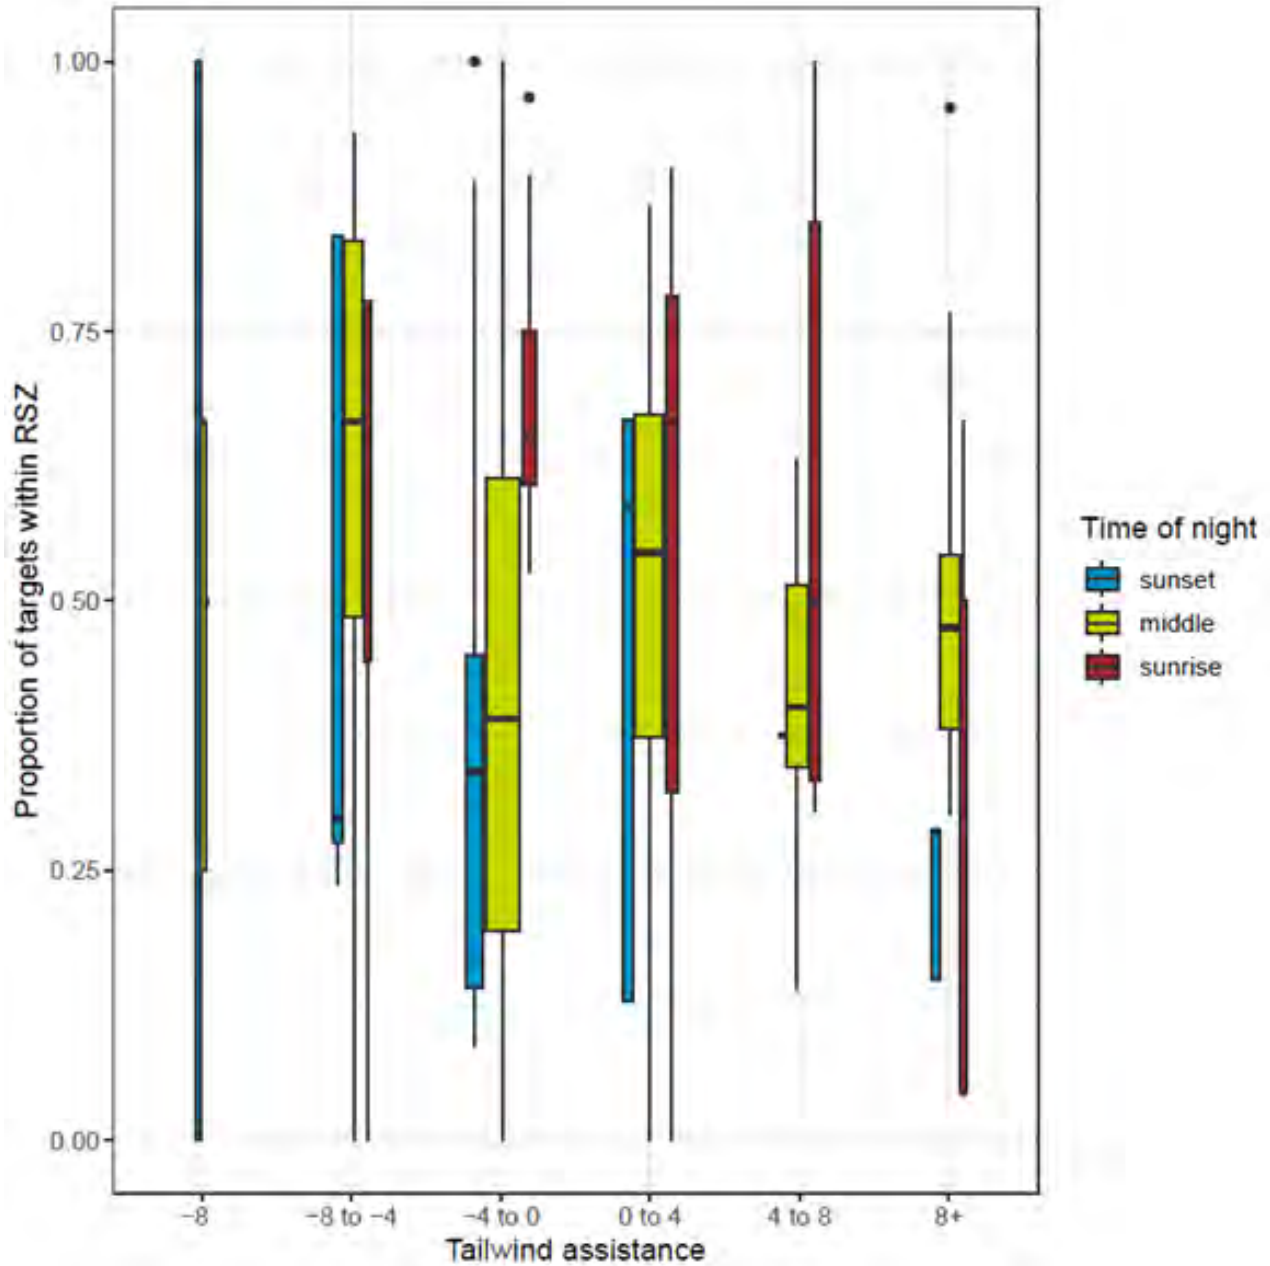 Proportion of targets within RSZ
1.00
0.75
0.50
0.25
0.00
−8
−8 to −4
−4 to 0
0 to 4
4 to 8
8+
Tailwind assistance
Time of night
sunset
middle
sunrise